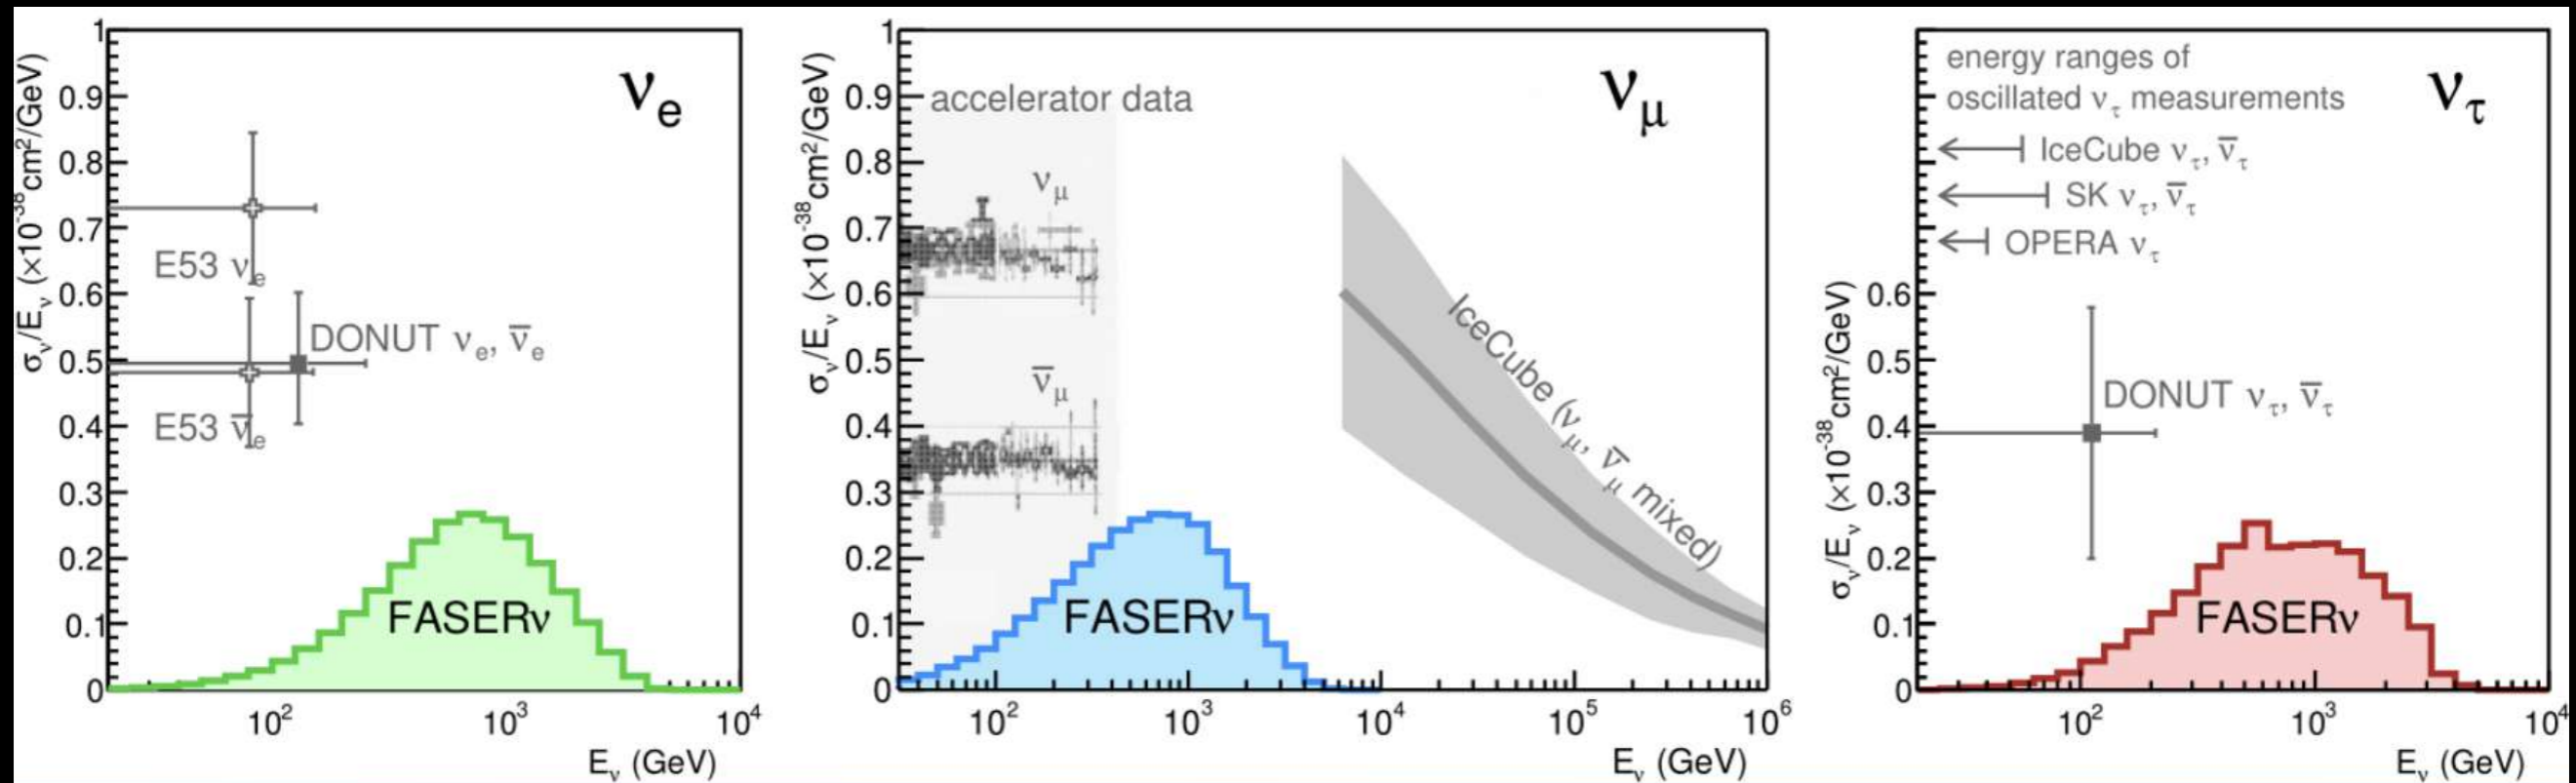 σν/Eν (×10⁻³⁸cm²/GeV)
1
0.9
0.8
0.7
0.6
0.5
0.4
0.3
0.2
0.1
0
νe
E53 νe
DONUT νe, ν̅e
E53 ν̅e
FASERν
10² 10³ 10⁴
Eν (GeV)
σν/Eν (×10⁻³⁸cm²/GeV)
1
0.9
0.8
0.7
0.6
0.5
0.4
0.3
0.2
0.1
0
accelerator data
νμ
νμ
ν̅μ
IceCube (νμ, ν̅μ mixed)
FASERν
10² 10³ 10⁴ 10⁵ 10⁶
Eν (GeV)
energy ranges of
oscillated ντ measurements
ντ
IceCube ντ, ν̅τ
SK ντ, ν̅τ
OPERA ντ
σν/Eν (×10⁻³⁸cm²/GeV)
0.6
0.5
0.4
0.3
0.2
0.1
0
DONUT ντ, ν̅τ
FASERν
10² 10³ 10⁴
Eν (GeV)